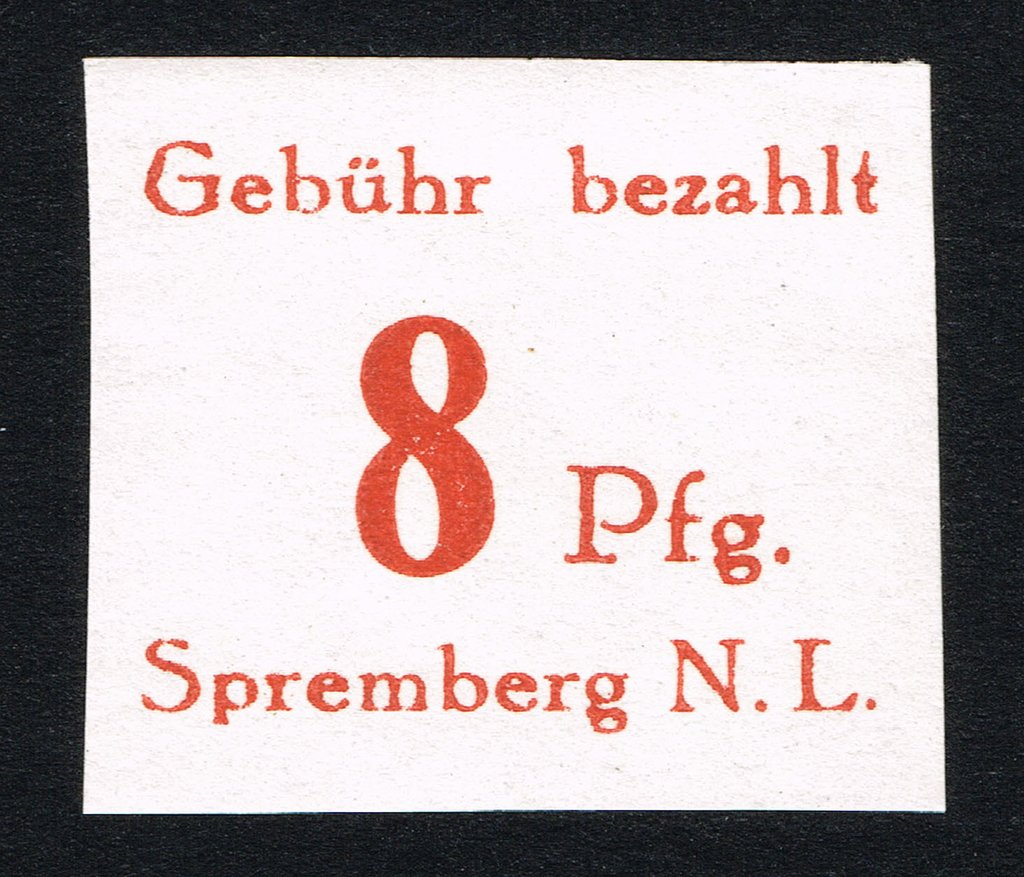 Gebühr bezahlt
8 Pfg.
Spremberg N. L.